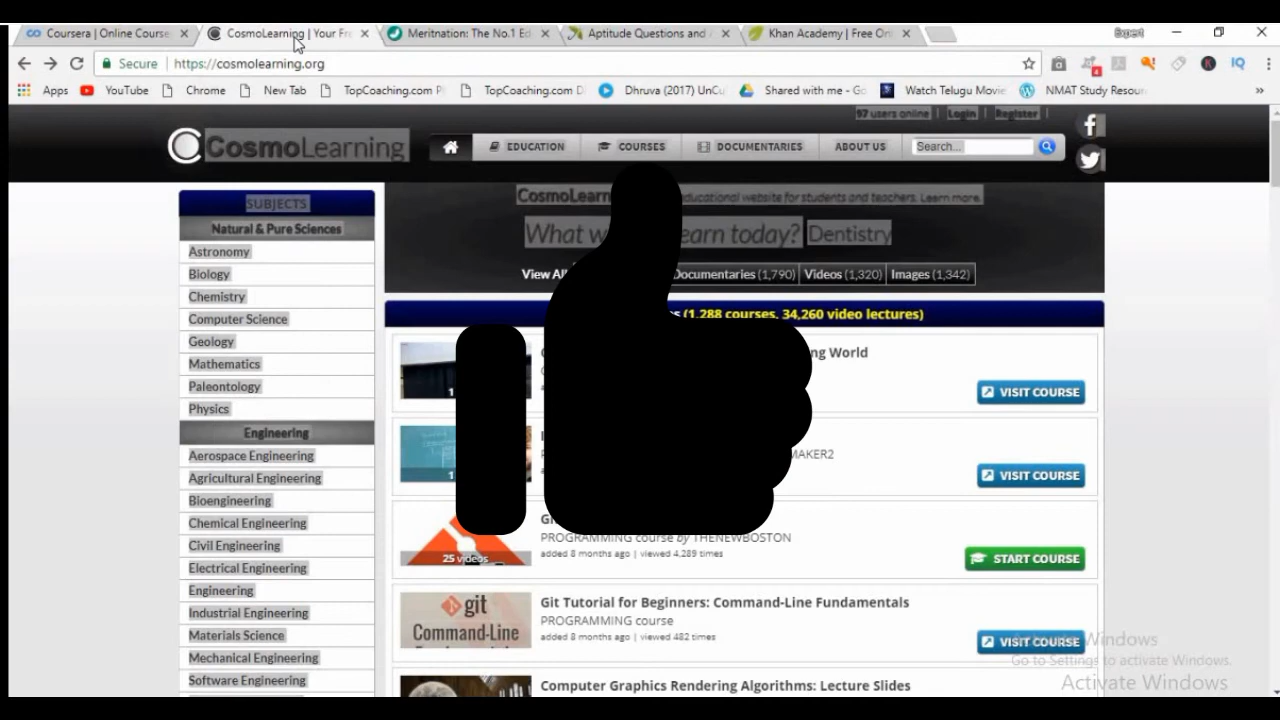 Coursera | Online Course
CosmoLearning | Your Fr
Meritnation: The No.1 Ed
Aptitude Questions and
Khan Academy | Free On
Secure | https://cosmolearning.org
IQ
Apps YouTube Chrome New Tab TopCoaching.com TopCoaching.com Dhruva (2017) UnCu Shared with me - Go Watch Telugu Movie NMAT Study Resour »
97 users online | Login | Register |
CosmoLearning
EDUCATION COURSES DOCUMENTARIES ABOUT US Search...
SUBJECTS
Natural & Pure Sciences
Astronomy
Biology
Chemistry
Computer Science
Geology
Mathematics
Paleontology
Physics
Engineering
Aerospace Engineering
Agricultural Engineering
Bioengineering
Chemical Engineering
Civil Engineering
Electrical Engineering
Engineering
Industrial Engineering
Materials Science
Mechanical Engineering
Software Engineering
CosmoLearn educational website for students and teachers. Learn more.
What w earn today? Dentistry
View All Documentaries (1,790) Videos (1,320) Images (1,342)
(1,288 courses, 34,260 video lectures)
ng World
VISIT COURSE
MAKER2
VISIT COURSE
Gi
PROGRAMMING course by THENEWBOSTON
added 8 months ago | viewed 4,289 times
25 videos
START COURSE
git
Command-Line
Git Tutorial for Beginners: Command-Line Fundamentals
PROGRAMMING course
added 8 months ago | viewed 482 times
VISIT COURSE
Computer Graphics Rendering Algorithms: Lecture Slides
Activate Windows
Go to Settings to activate Windows.
Activate Windows